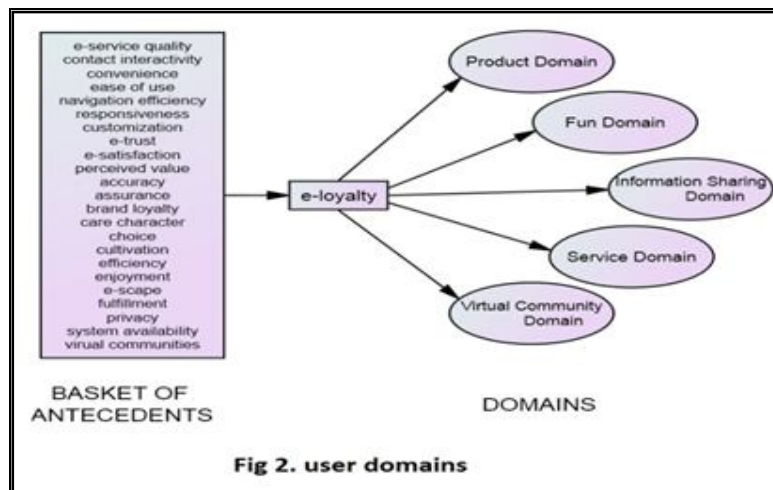 e-service quality
contact interactivity
convenience
ease of use
navigation efficiency
responsiveness
customization
e-trust
e-satisfaction
perceived value
accuracy
assurance
brand loyalty
care character
choice
cultivation
efficiency
enjoyment
e-scape
fulfillment
privacy
system availability
virual communities
BASKET OF
ANTECEDENTS
e-loyalty
Product Domain
Fun Domain
Information Sharing
Domain
Service Domain
Virtual Community
Domain
DOMAINS
Fig 2. user domains